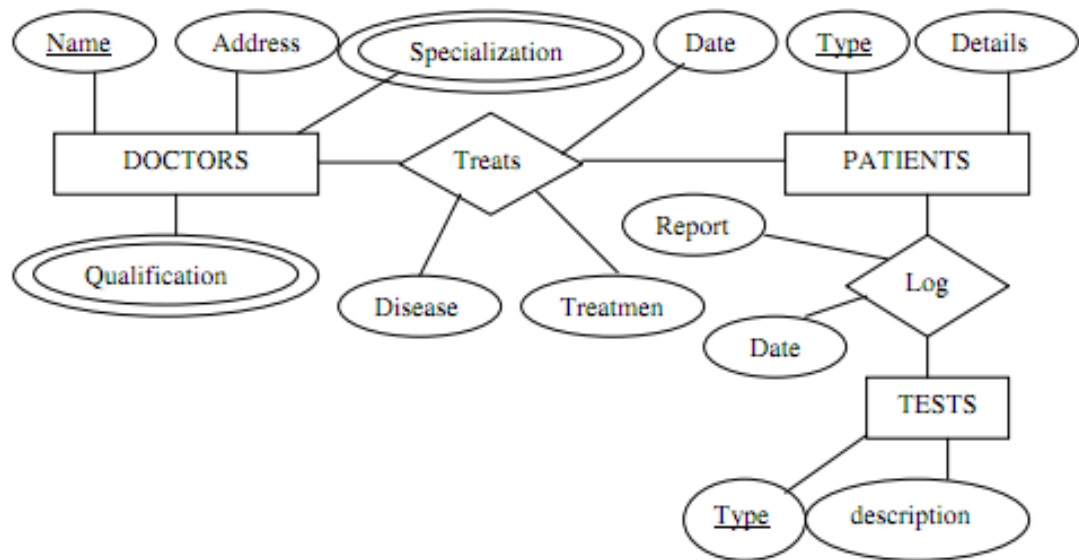 Name
Address
Specialization
Date
Type
Details
DOCTORS
Treats
PATIENTS
Report
Qualification
Log
Disease
Treatmen
Date
TESTS
Type
description